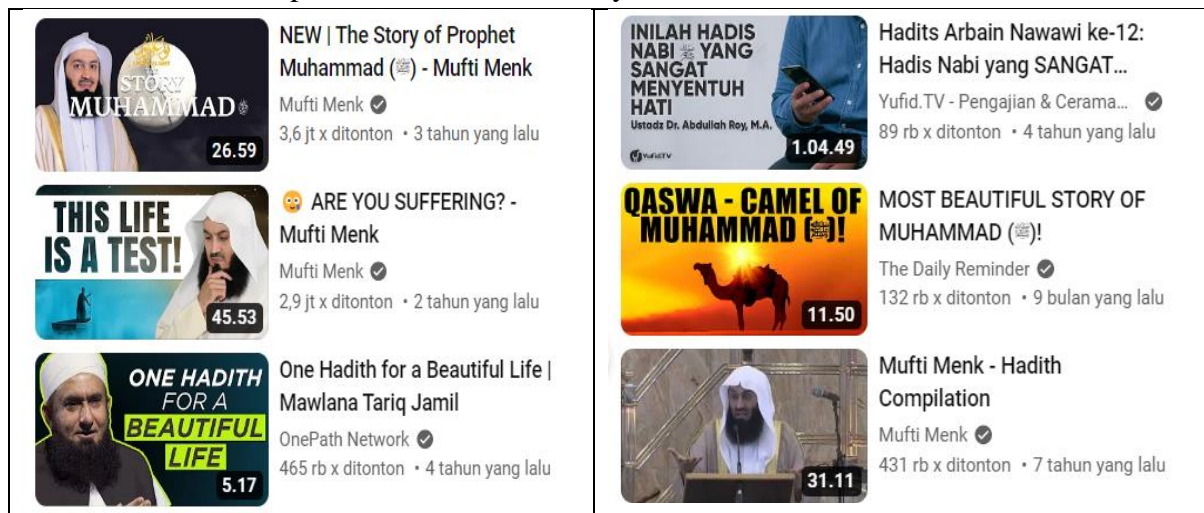 THE
STORY
MUHAMMAD ﷺ
26.59
NEW | The Story of Prophet
Muhammad (ﷺ) - Mufti Menk
Mufti Menk
3,6 jt x ditonton • 3 tahun yang lalu
THIS LIFE
IS A TEST!
45.53
ARE YOU SUFFERING? -
Mufti Menk
Mufti Menk
2,9 jt x ditonton • 2 tahun yang lalu
ONE HADITH
FOR A
BEAUTIFUL
LIFE
5.17
One Hadith for a Beautiful Life |
Mawlana Tariq Jamil
OnePath Network
465 rb x ditonton • 4 tahun yang lalu
INILAH HADIS
NABI ﷺ YANG
SANGAT
MENYENTUH
HATI
Ustadz Dr. Abdullah Roy, M.A.
YUFID.TV
1.04.49
Hadits Arbain Nawawi ke-12:
Hadis Nabi yang SANGAT...
Yufid.TV - Pengajian & Cerama...
89 rb x ditonton • 4 tahun yang lalu
QASWA - CAMEL OF
MUHAMMAD (ﷺ)!
11.50
MOST BEAUTIFUL STORY OF
MUHAMMAD (ﷺ)!
The Daily Reminder
132 rb x ditonton • 9 bulan yang lalu
31.11
Mufti Menk - Hadith
Compilation
Mufti Menk
431 rb x ditonton • 7 tahun yang lalu